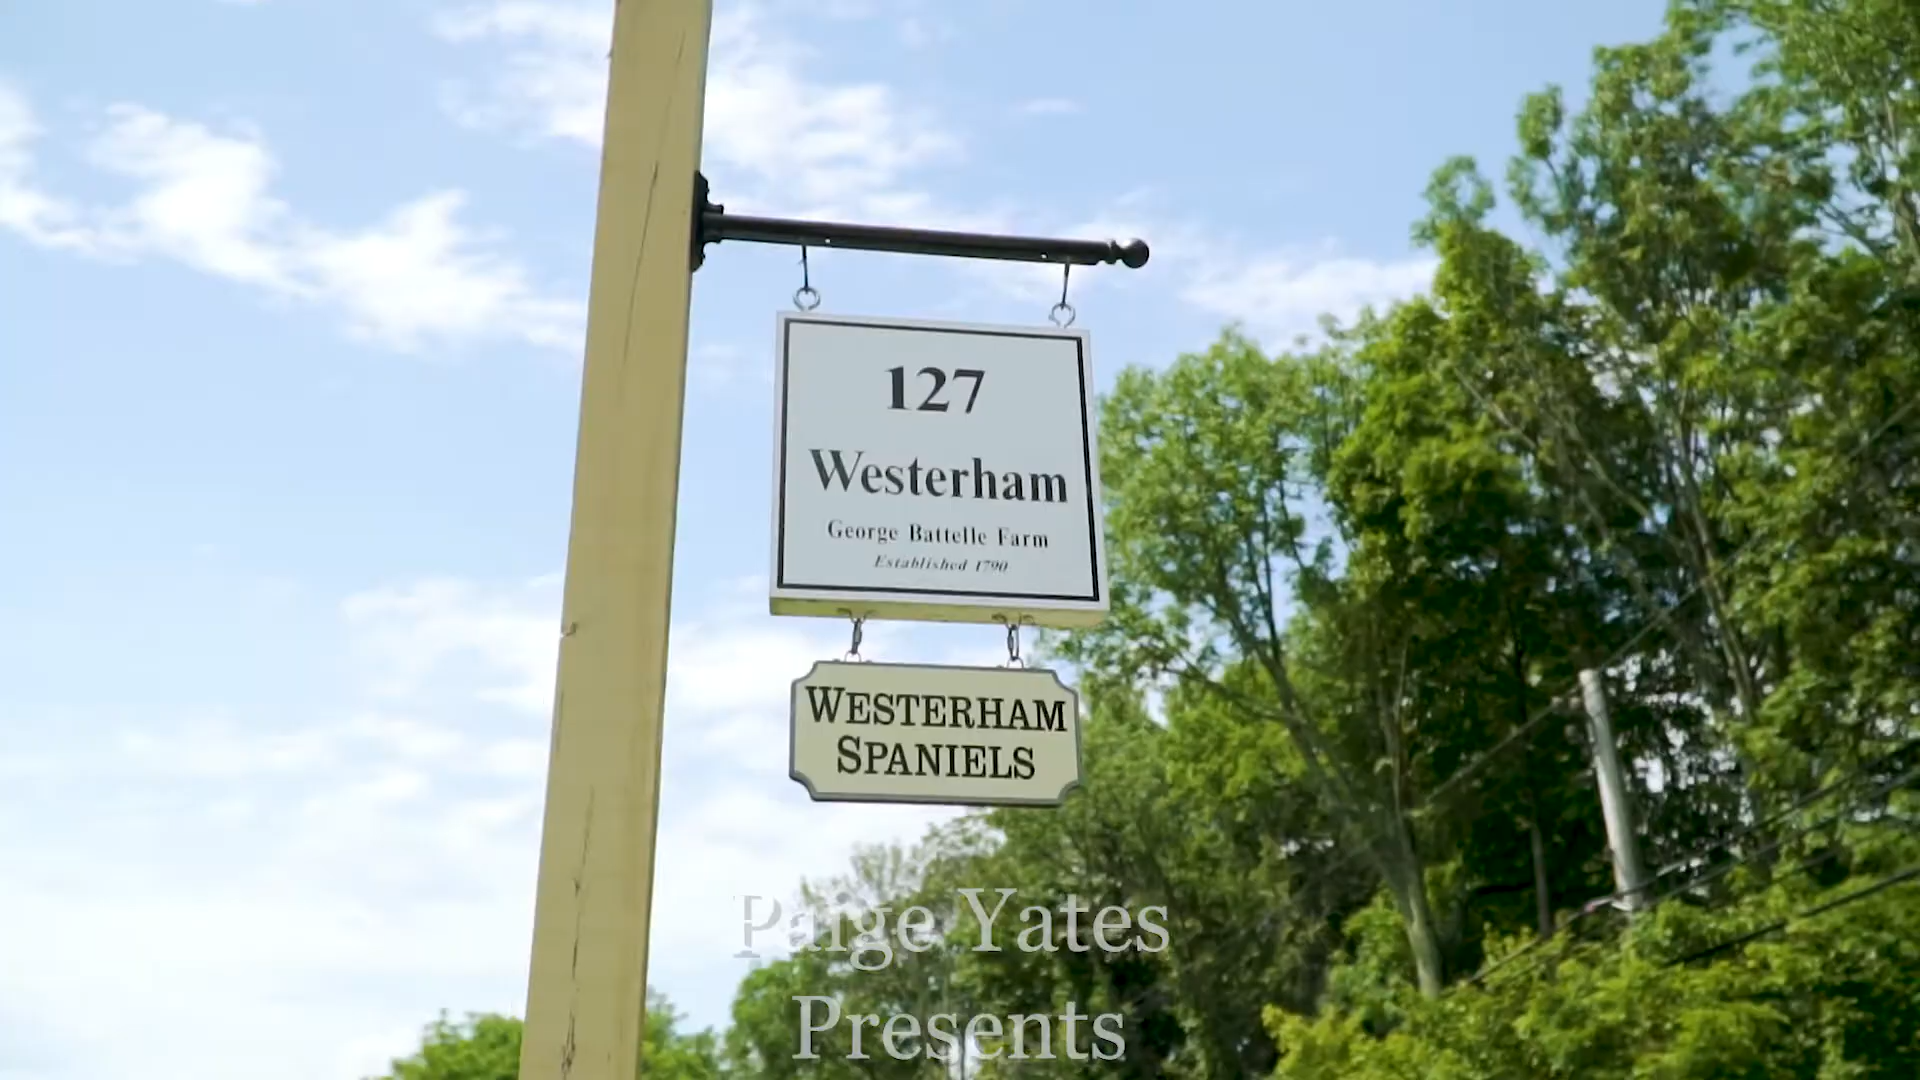 127
Westerham
George Battelle Farm
Established 1790
WESTERHAM
SPANIELS
Paige Yates
Presents